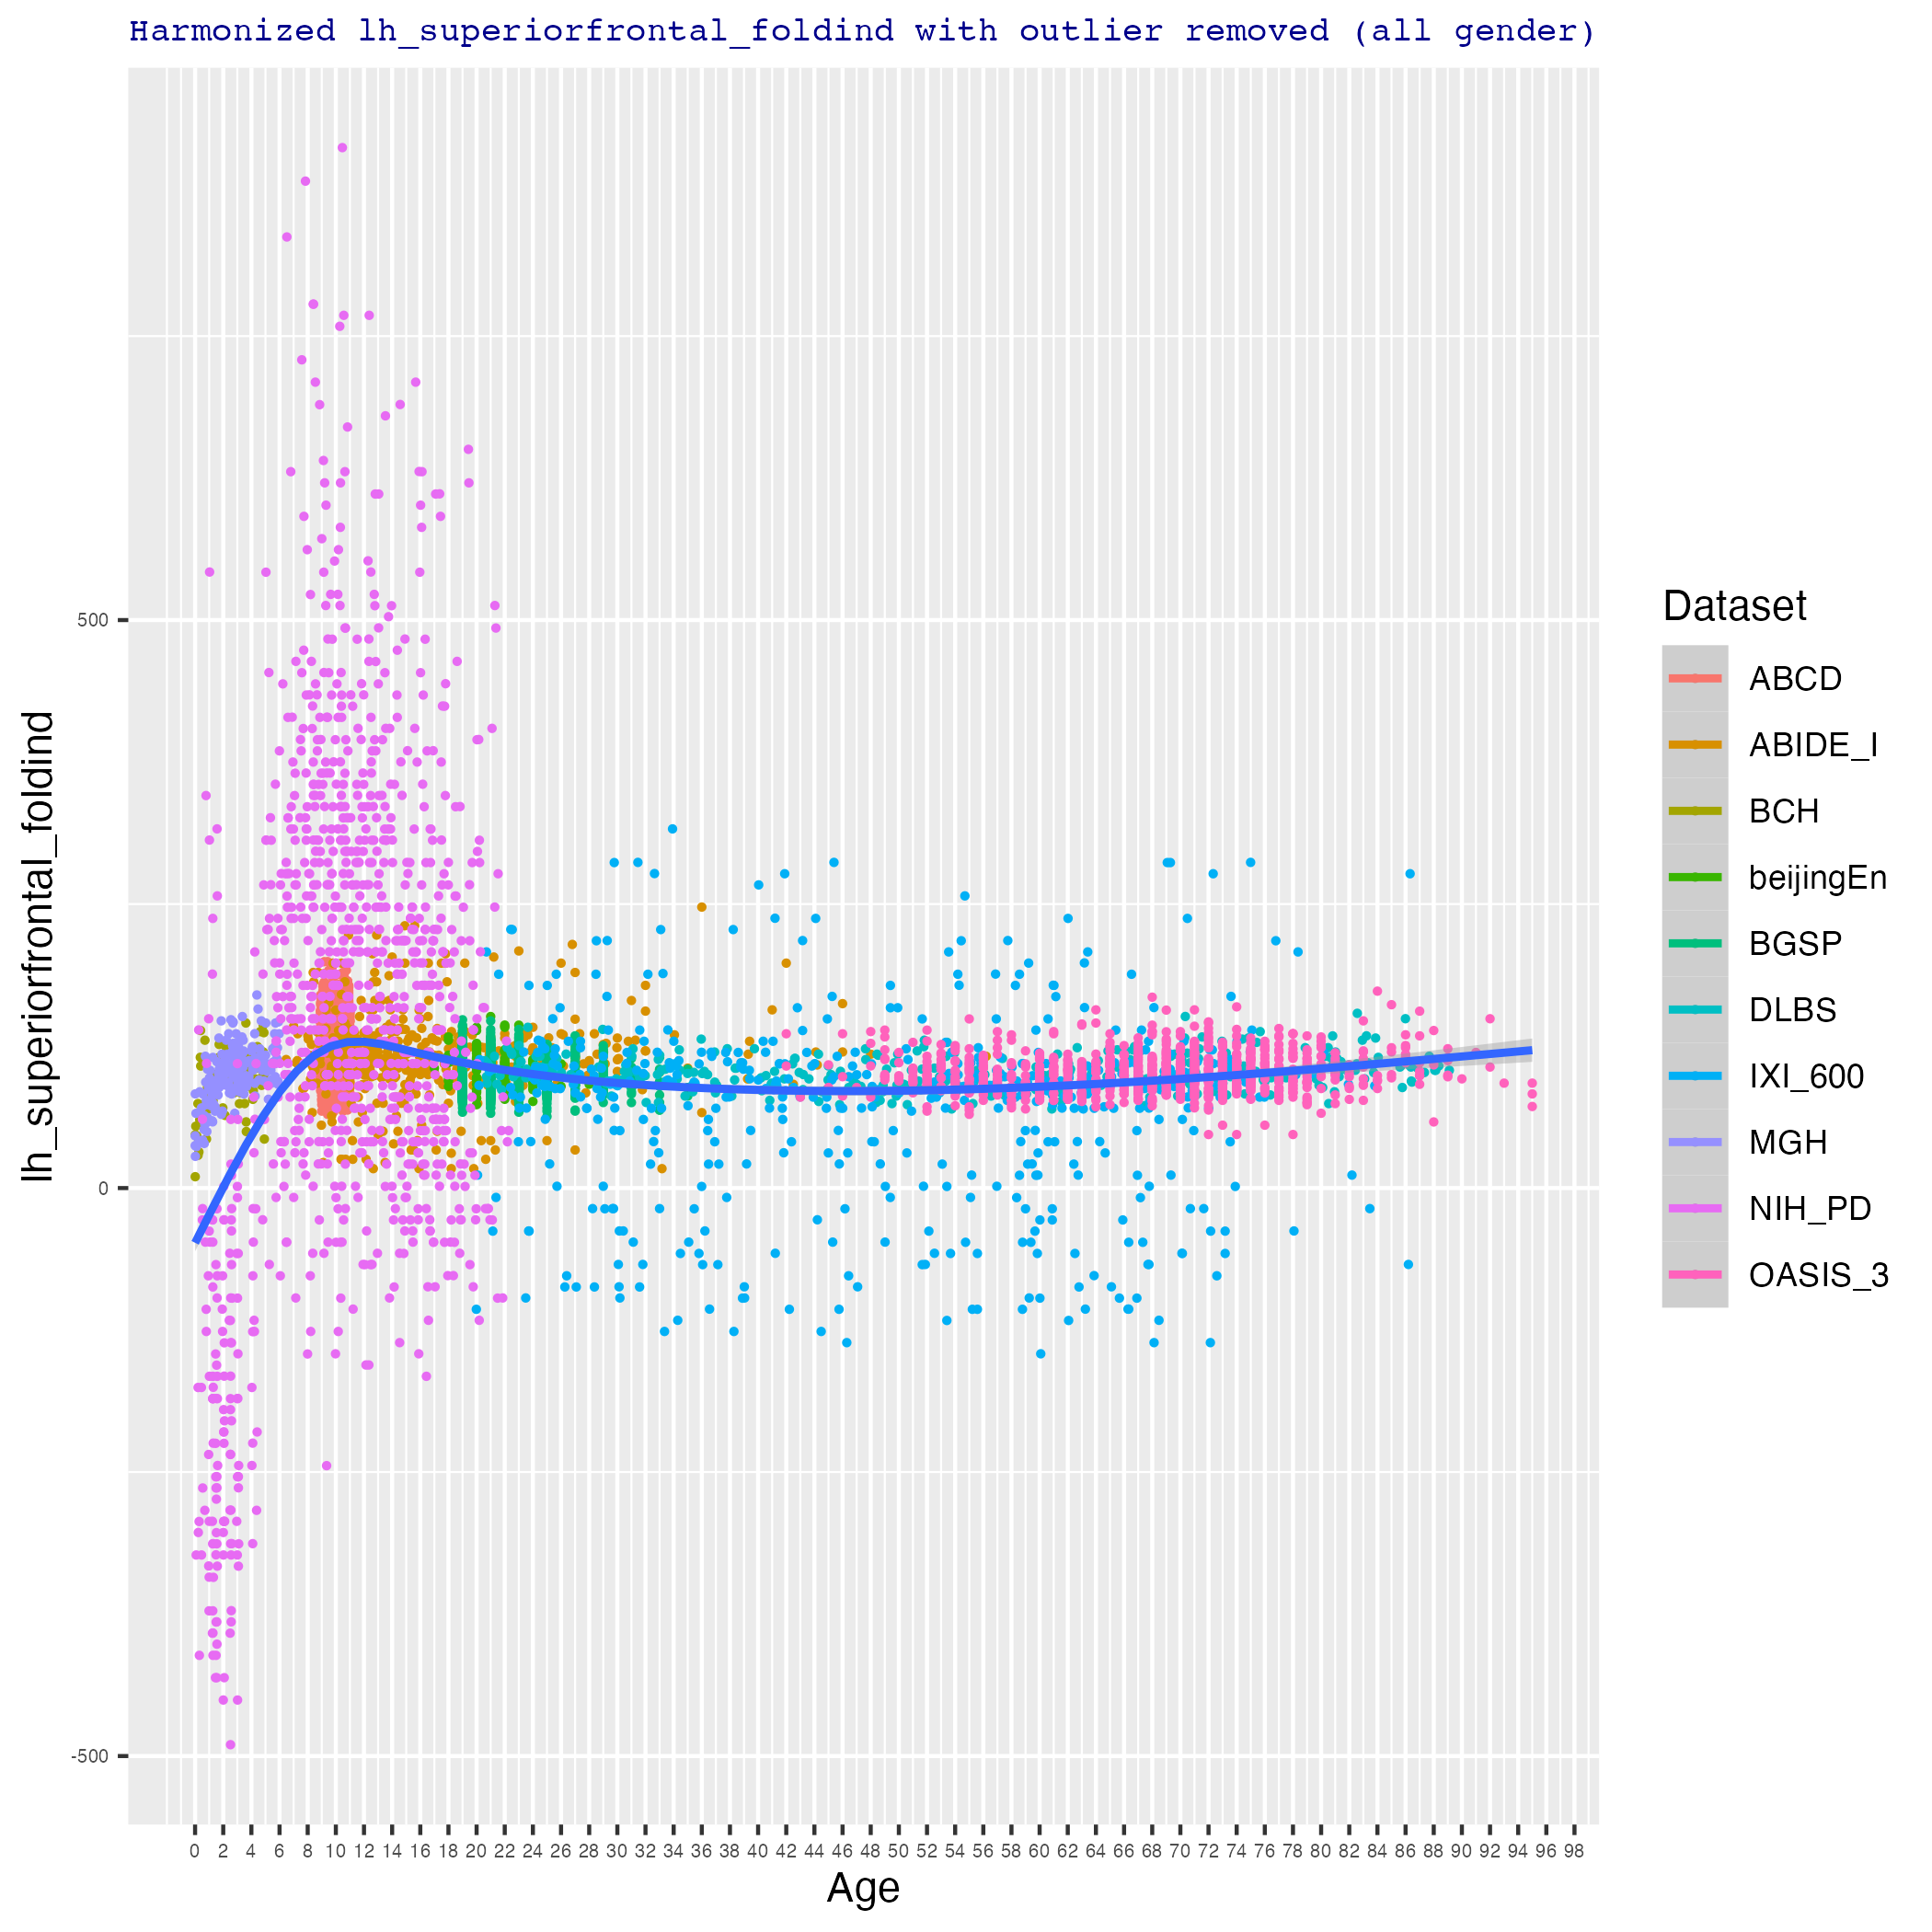 Harmonized lh_superiorfrontal_foldind with outlier removed (all gender)
lh_superiorfrontal_foldind
500
0
-500
0 2 4 6 8 10 12 14 16 18 20 22 24 26 28 30 32 34 36 38 40 42 44 46 48 50 52 54 56 58 60 62 64 66 68 70 72 74 76 78 80 82 84 86 88 90 92 94 96 98
Age
Dataset
ABCD
ABIDE_I
BCH
beijingEn
BGSP
DLBS
IXI_600
MGH
NIH_PD
OASIS_3